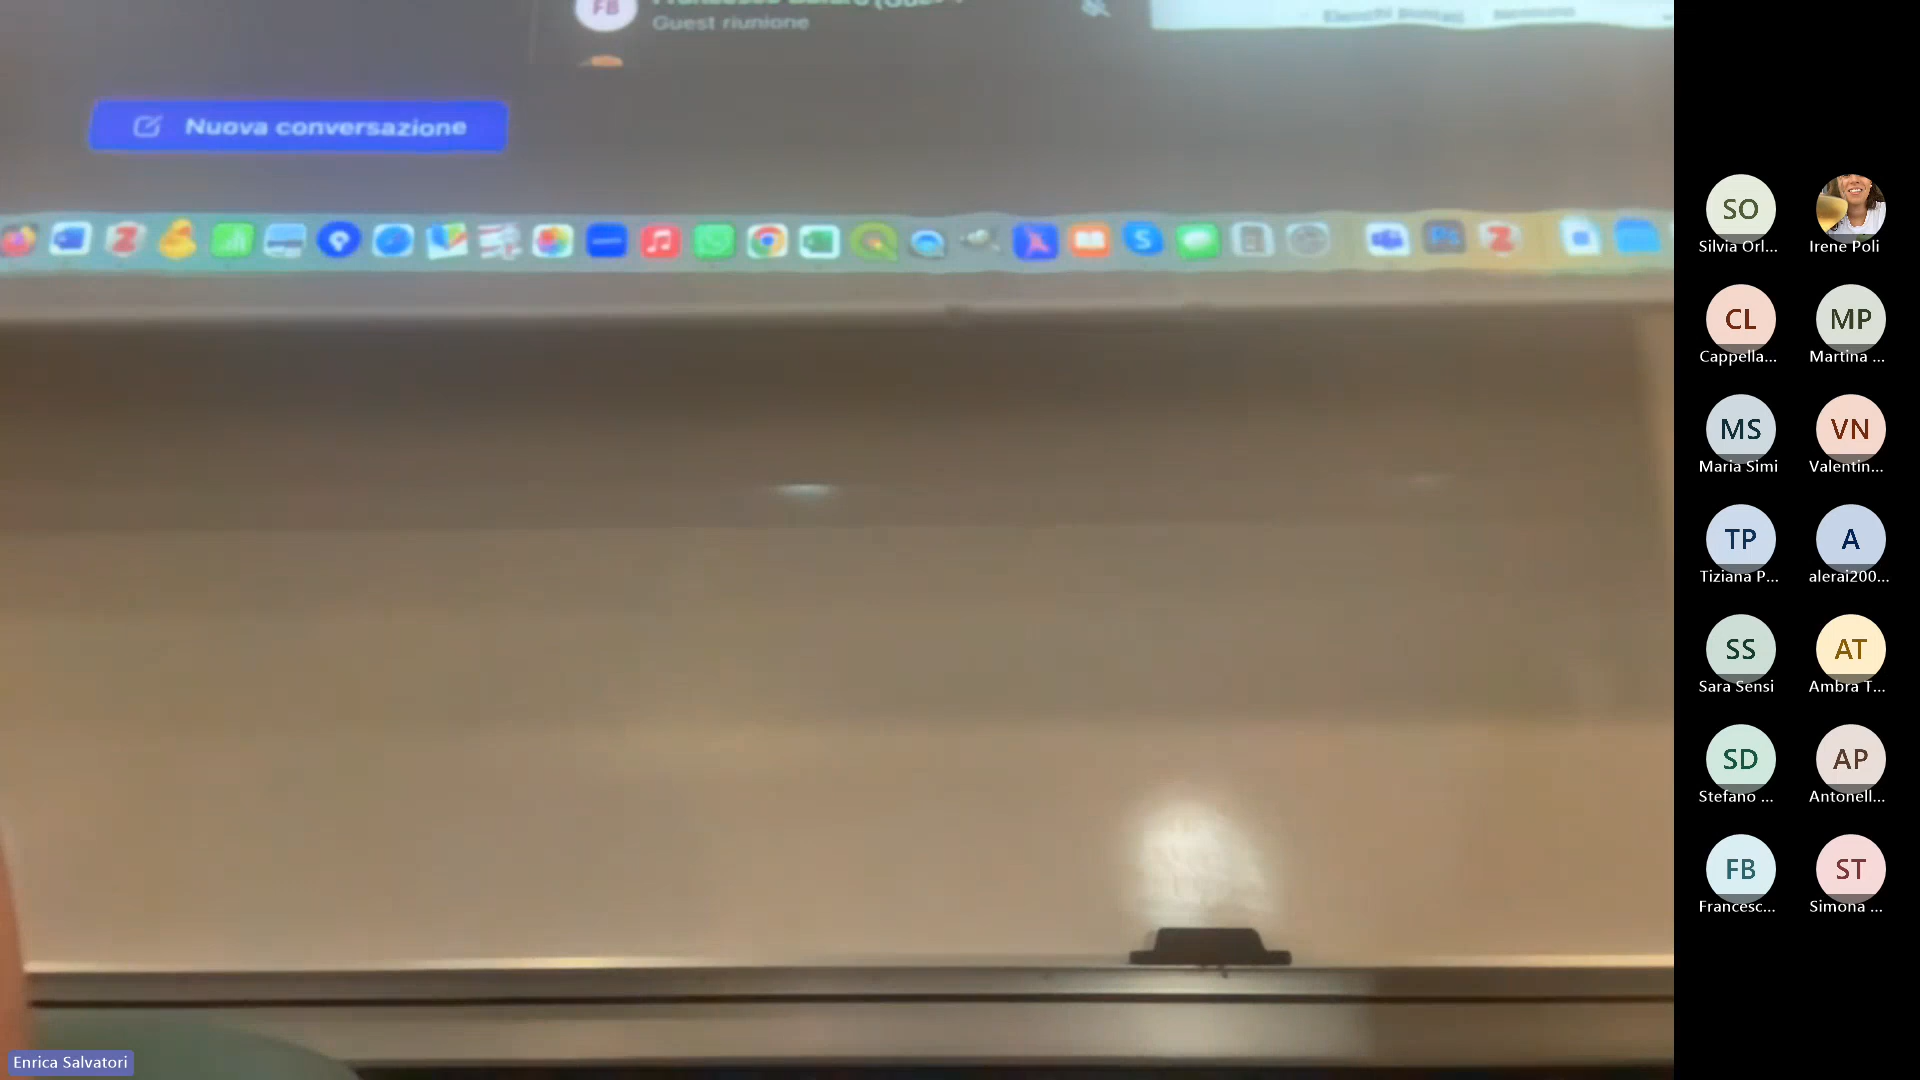 FB
Guest riunione
Nuova conversazione
SO
Silvia Orl...
Irene Poli
CL
Cappella...
MP
Martina ...
MS
Maria Simi
VN
Valentin...
TP
Tiziana P...
A
alerai200...
SS
Sara Sensi
AT
Ambra T...
SD
Stefano ...
AP
Antonell...
FB
Francesc...
ST
Simona ...
Enrica Salvatori